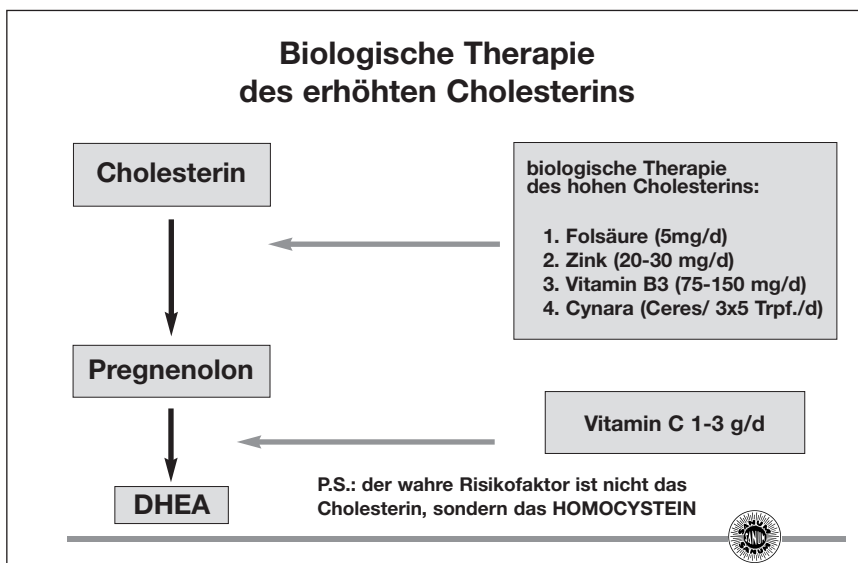 Biologische Therapie
des erhöhten Cholesterins
Cholesterin
biologische Therapie
des hohen Cholesterins:
1. Folsäure (5mg/d)
2. Zink (20-30 mg/d)
3. Vitamin B3 (75-150 mg/d)
4. Cynara (Ceres/ 3x5 Trpf./d)
Pregnenolon
Vitamin C 1-3 g/d
DHEA
P.S.: der wahre Risikofaktor ist nicht das
Cholesterin, sondern das HOMOCYSTEIN
SANUM
SANUM